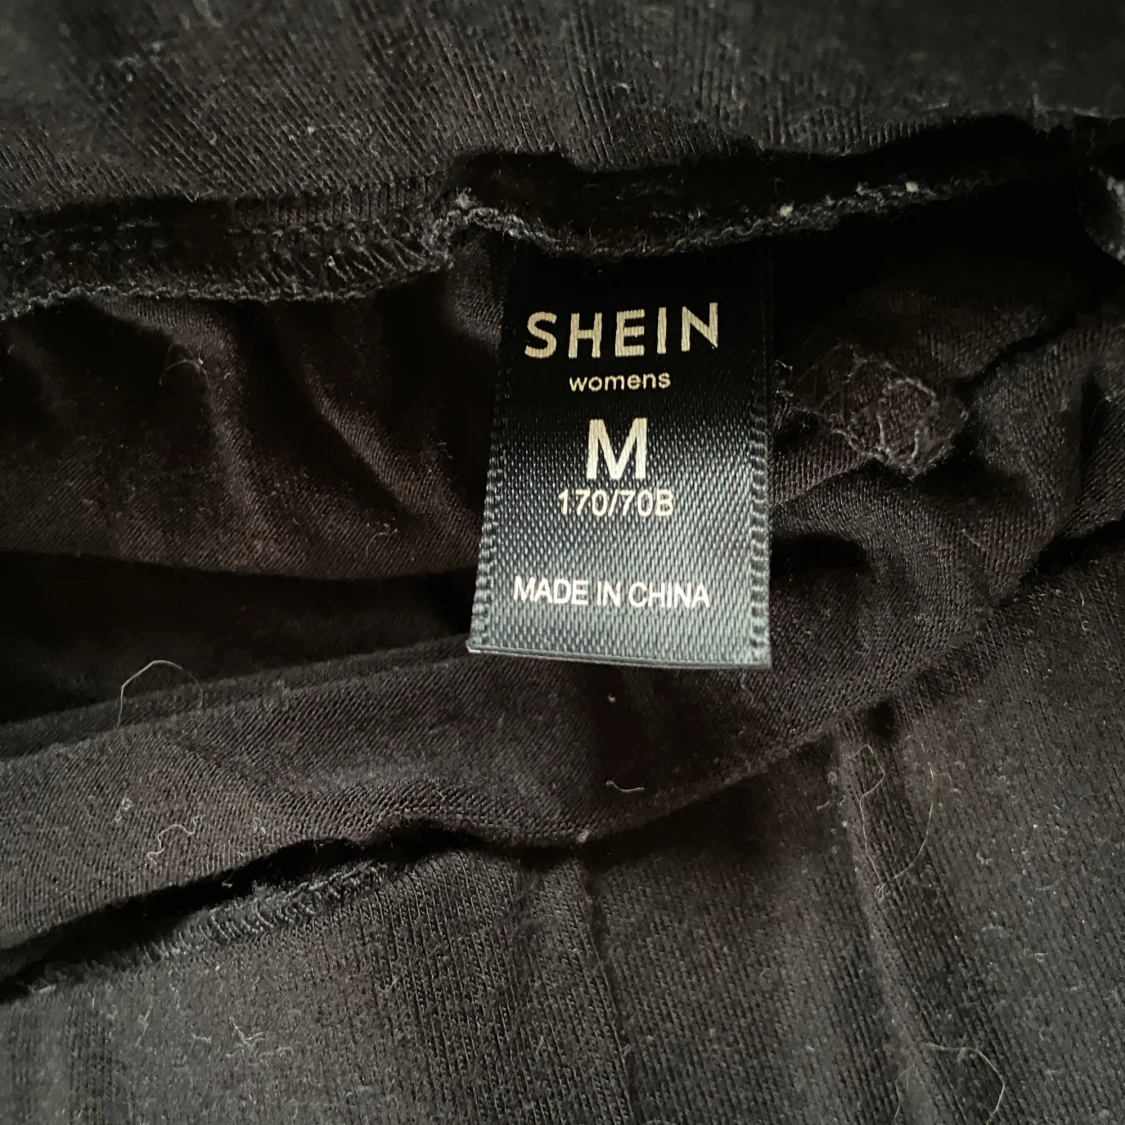 SHEIN
womens
M
170/70B
MADE IN CHINA